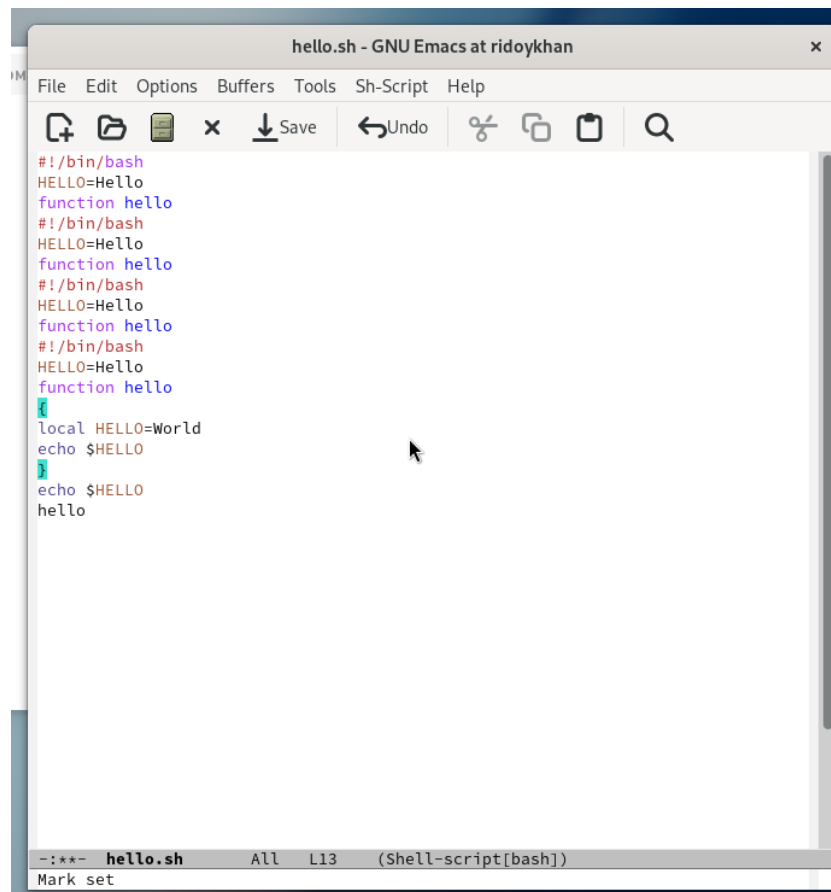 hello.sh - GNU Emacs at ridoykhan
File Edit Options Buffers Tools Sh-Script Help
Save Undo
#!/bin/bash
HELLO=Hello
function hello
#!/bin/bash
HELLO=Hello
function hello
#!/bin/bash
HELLO=Hello
function hello
#!/bin/bash
HELLO=Hello
function hello
{
local HELLO=World
echo $HELLO
}
echo $HELLO
hello
-:**- hello.sh All L13 (Shell-script[bash])
Mark set